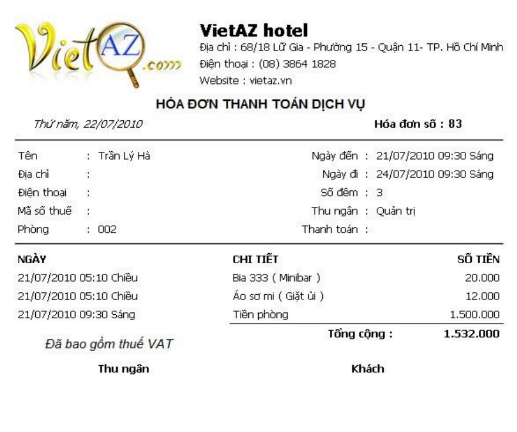 VietAZ.com
VietAZ hotel
Địa chỉ : 68/18 Lữ Gia - Phường 15 - Quận 11- TP. Hồ Chí Minh
Điện thoại : (08) 3864 1828
Website : vietaz.vn
HÓA ĐƠN THANH TOÁN DỊCH VỤ
Thứ năm, 22/07/2010 Hóa đơn số : 83
Tên : Trần Lý Hà Ngày đến : 21/07/2010 09:30 Sáng
Địa chỉ : Ngày đi : 24/07/2010 09:30 Sáng
Điện thoại : Số đêm : 3
Mã số thuế : Thu ngân : Quản trị
Phòng : 002 Thanh toán :
NGÀY CHI TIẾT SỐ TIỀN
21/07/2010 05:10 Chiều Bia 333 ( Minibar ) 20.000
21/07/2010 05:10 Chiều Áo sơ mi ( Giặt ủi ) 12.000
21/07/2010 09:30 Sáng Tiền phòng 1.500.000
Tổng cộng : 1.532.000
Đã bao gồm thuế VAT
Thu ngân Khách